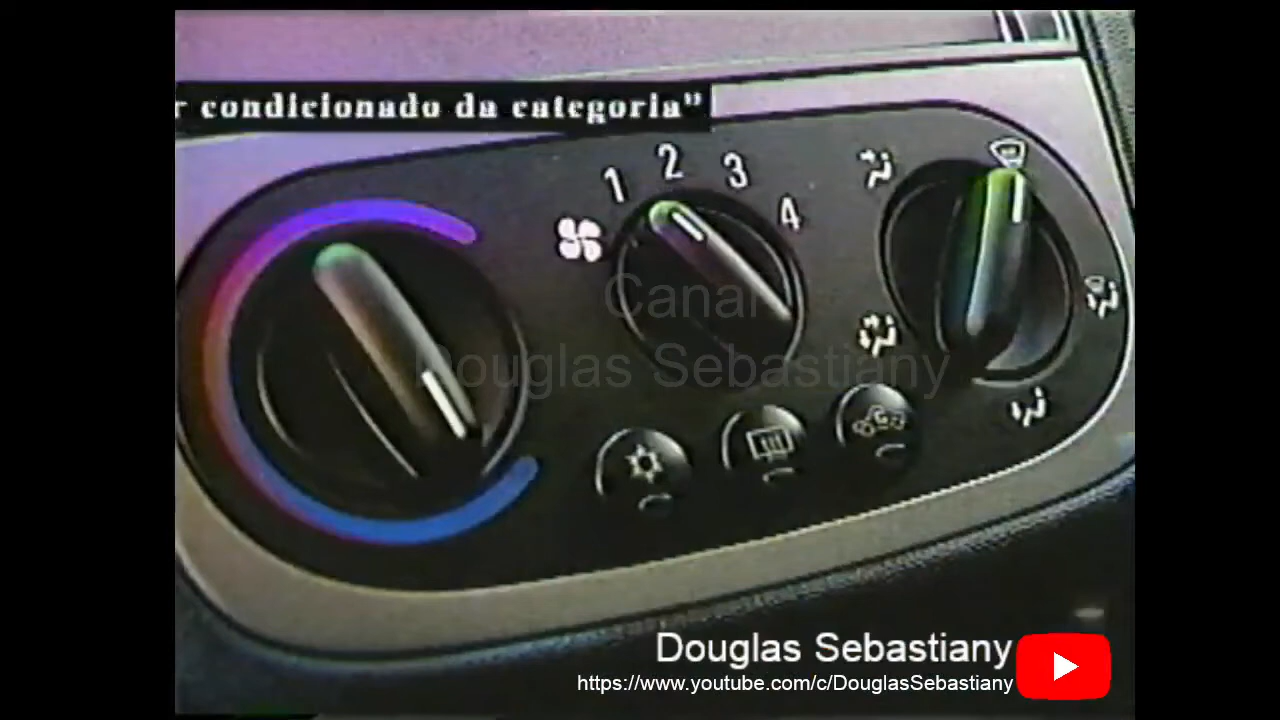 r condicionado da categoria"
1 2 3 4
Canal
Douglas Sebastiany
Douglas Sebastiany
https://www.youtube.com/c/DouglasSebastiany